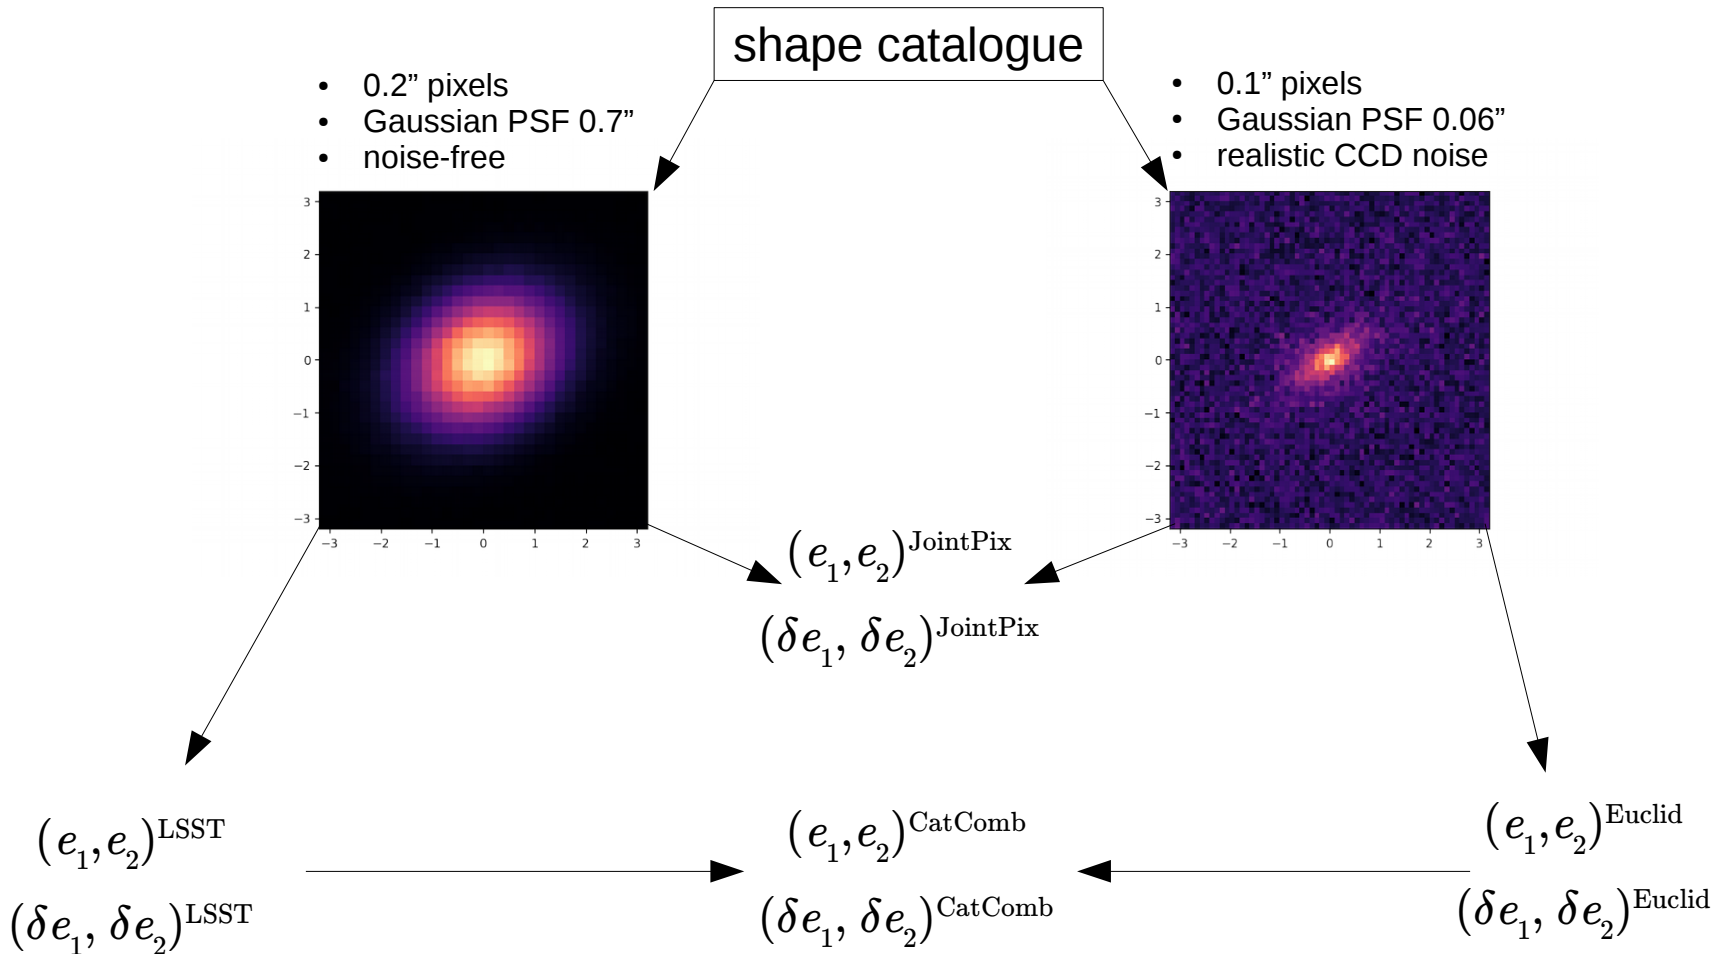 shape catalogue
• 0.2” pixels
• Gaussian PSF 0.7”
• noise-free
• 0.1” pixels
• Gaussian PSF 0.06”
• realistic CCD noise
3
2
1
0
−1
−2
−3
−3 −2 −1 0 1 2 3
3
2
1
0
−1
−2
−3
−3 −2 −1 0 1 2 3
(e₁,e₂)^JointPix
(δe₁, δe₂)^JointPix
(e₁,e₂)^LSST
(δe₁, δe₂)^LSST
(e₁,e₂)^CatComb
(δe₁, δe₂)^CatComb
(e₁,e₂)^Euclid
(δe₁, δe₂)^Euclid